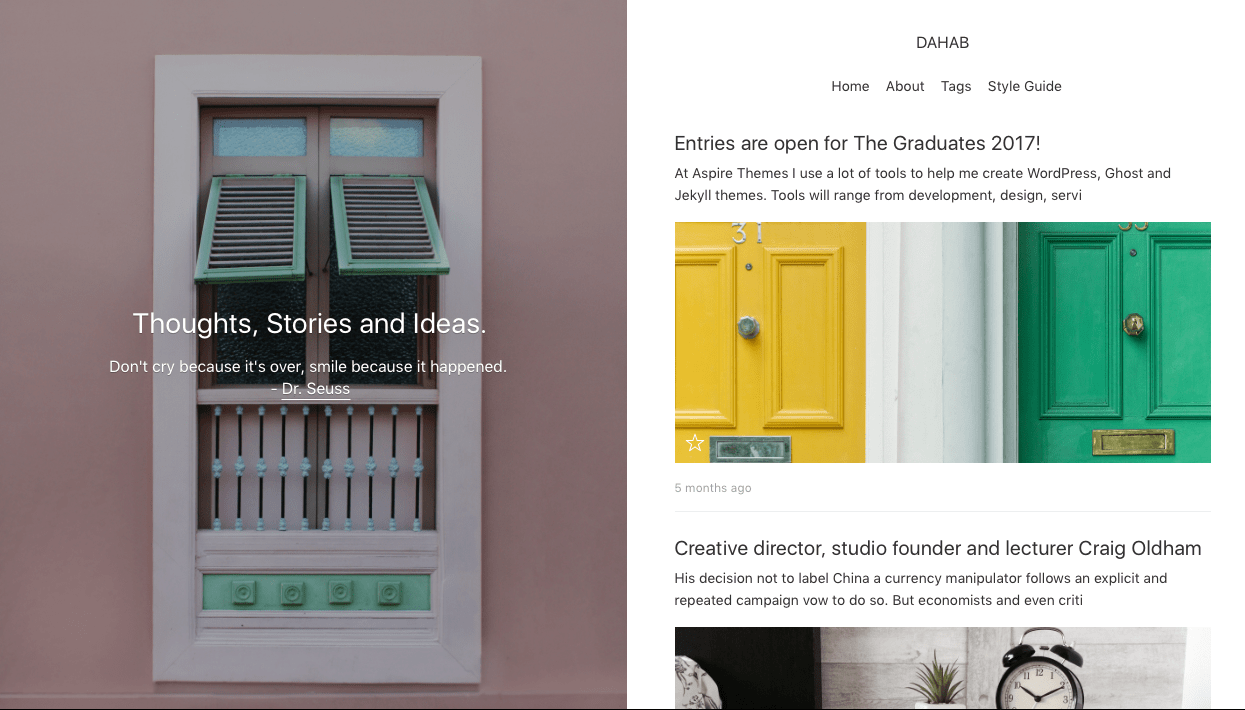 Thoughts, Stories and Ideas.
Don't cry because it's over, smile because it happened.
- Dr. Seuss
DAHAB
Home About Tags Style Guide
Entries are open for The Graduates 2017!
At Aspire Themes I use a lot of tools to help me create WordPress, Ghost and
Jekyll themes. Tools will range from development, design, servi
31
5 months ago
Creative director, studio founder and lecturer Craig Oldham
His decision not to label China a currency manipulator follows an explicit and
repeated campaign vow to do so. But economists and even criti